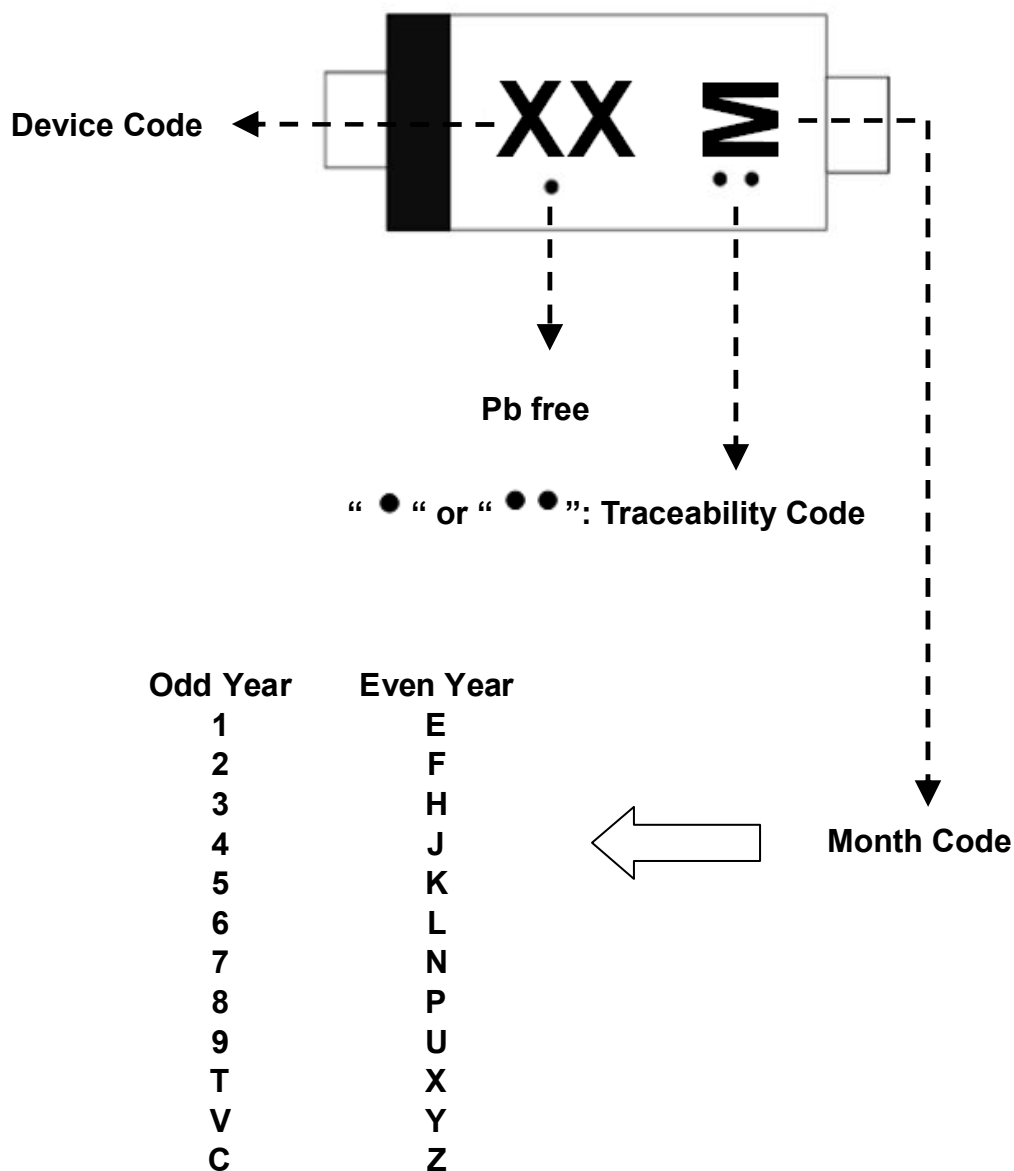 XX M
Device Code
Pb free
“ • “ or “ • • ”: Traceability Code
Odd Year Even Year
1 E
2 F
3 H
4 J
5 K
6 L
7 N
8 P
9 U
T X
V Y
C Z
Month Code